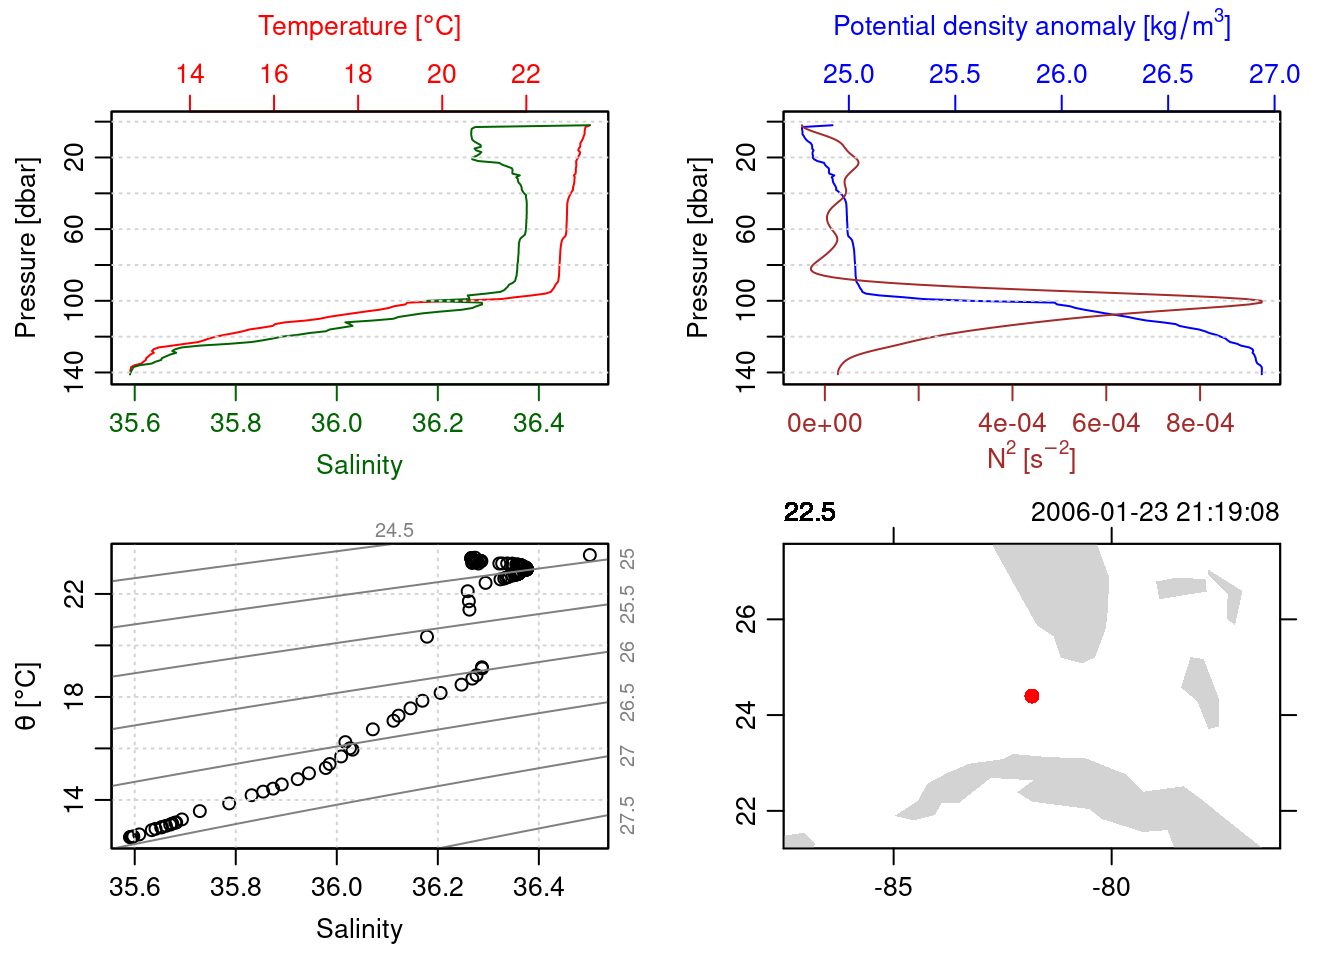 Temperature [°C]
14 16 18 20 22
Pressure [dbar]
20 60 100 140
35.6 35.8 36.0 36.2 36.4
Salinity
Potential density anomaly [kg/m³]
25.0 25.5 26.0 26.5 27.0
Pressure [dbar]
20 60 100 140
0e+00 4e-04 6e-04 8e-04
N² [s⁻²]
24.5
θ [°C]
22 18 14
25 25.5 26 26.5 27 27.5
35.6 35.8 36.0 36.2 36.4
Salinity
22.5 2006-01-23 21:19:08
26 24 22
-85 -80